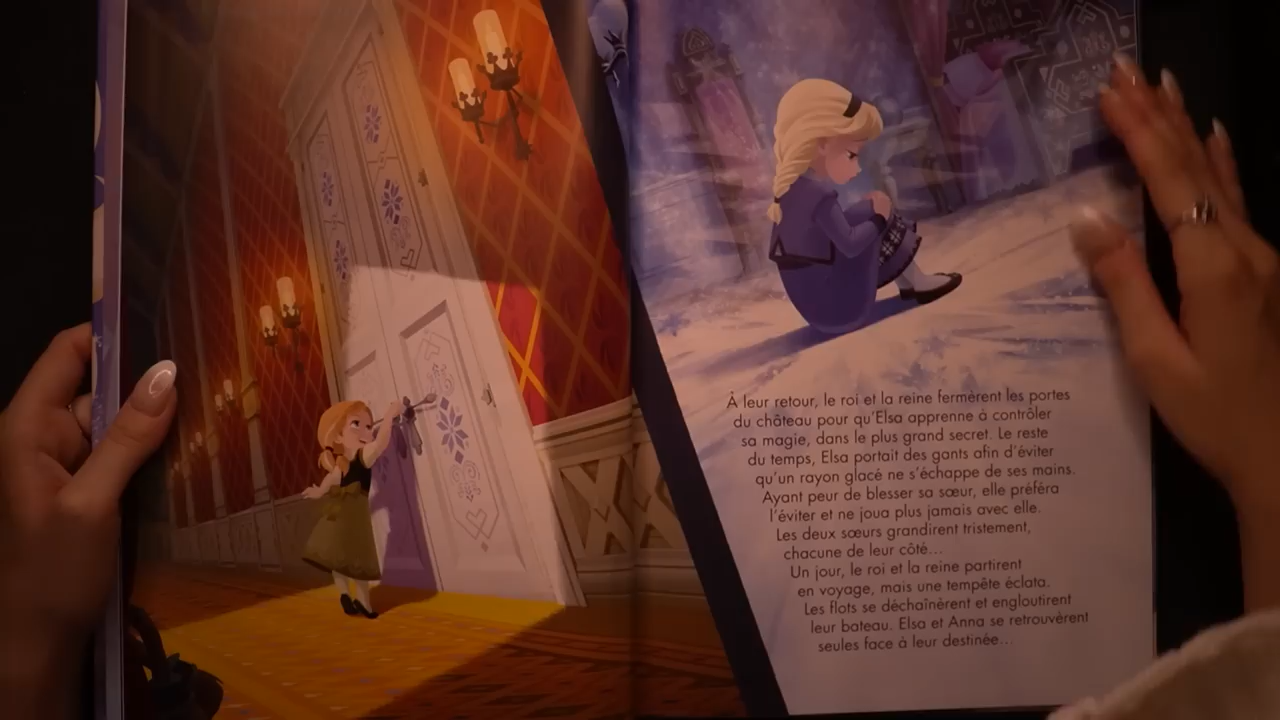 À leur retour, le roi et la reine fermèrent les portes
du château pour qu'Elsa apprenne à contrôler
sa magie, dans le plus grand secret. Le reste
du temps, Elsa portait des gants afin d'éviter
qu'un rayon glacé ne s'échappe de ses mains.
Ayant peur de blesser sa sœur, elle préféra
l'éviter et ne joua plus jamais avec elle.
Les deux sœurs grandirent tristement,
chacune de leur côté...
Un jour, le roi et la reine partirent
en voyage, mais une tempête éclata.
Les flots se déchaînèrent et engloutirent
leur bateau. Elsa et Anna se retrouvèrent
seules face à leur destinée...